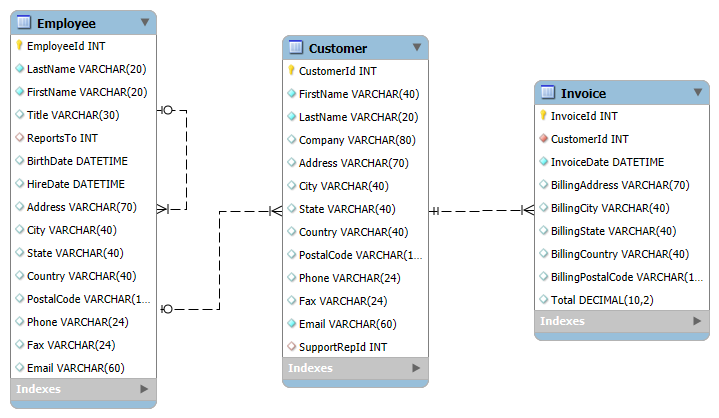 Employee
EmployeeId INT
LastName VARCHAR(20)
FirstName VARCHAR(20)
Title VARCHAR(30)
ReportsTo INT
BirthDate DATETIME
HireDate DATETIME
Address VARCHAR(70)
City VARCHAR(40)
State VARCHAR(40)
Country VARCHAR(40)
PostalCode VARCHAR(1...
Phone VARCHAR(24)
Fax VARCHAR(24)
Email VARCHAR(60)
Indexes
Customer
CustomerId INT
FirstName VARCHAR(40)
LastName VARCHAR(20)
Company VARCHAR(80)
Address VARCHAR(70)
City VARCHAR(40)
State VARCHAR(40)
Country VARCHAR(40)
PostalCode VARCHAR(1...
Phone VARCHAR(24)
Fax VARCHAR(24)
Email VARCHAR(60)
SupportRepId INT
Indexes
Invoice
InvoiceId INT
CustomerId INT
InvoiceDate DATETIME
BillingAddress VARCHAR(70)
BillingCity VARCHAR(40)
BillingState VARCHAR(40)
BillingCountry VARCHAR(40)
BillingPostalCode VARCHAR(1...
Total DECIMAL(10,2)
Indexes